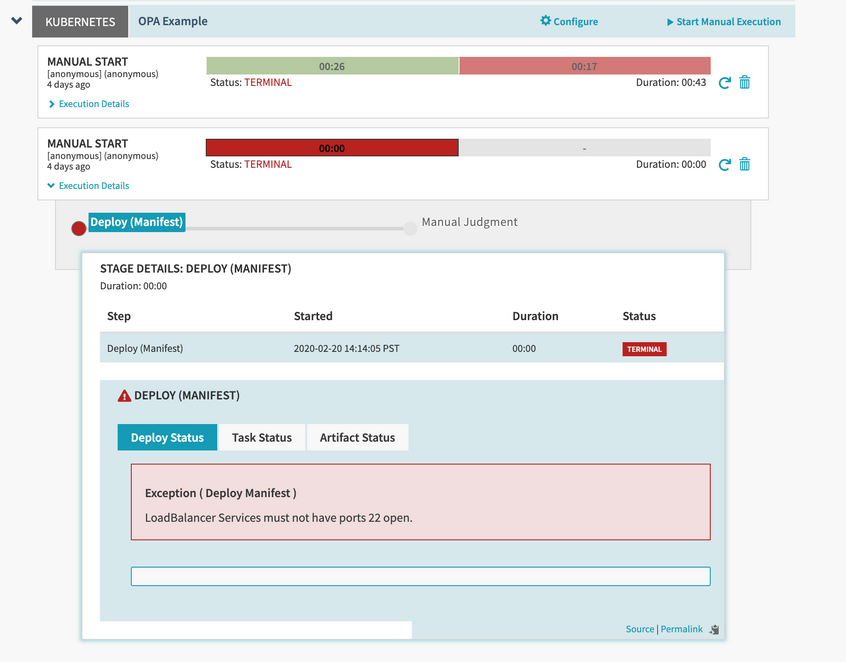 KUBERNETES OPA Example Configure Start Manual Execution
MANUAL START
[anonymous] (anonymous)
4 days ago
00:26 00:17
Status: TERMINAL Duration: 00:43
Execution Details
MANUAL START
[anonymous] (anonymous)
4 days ago
00:00 -
Status: TERMINAL Duration: 00:00
Execution Details
Deploy (Manifest) Manual Judgment
STAGE DETAILS: DEPLOY (MANIFEST)
Duration: 00:00
Step Started Duration Status
Deploy (Manifest) 2020-02-20 14:14:05 PST 00:00 TERMINAL
DEPLOY (MANIFEST)
Deploy Status Task Status Artifact Status
Exception ( Deploy Manifest )
LoadBalancer Services must not have ports 22 open.
Source | Permalink